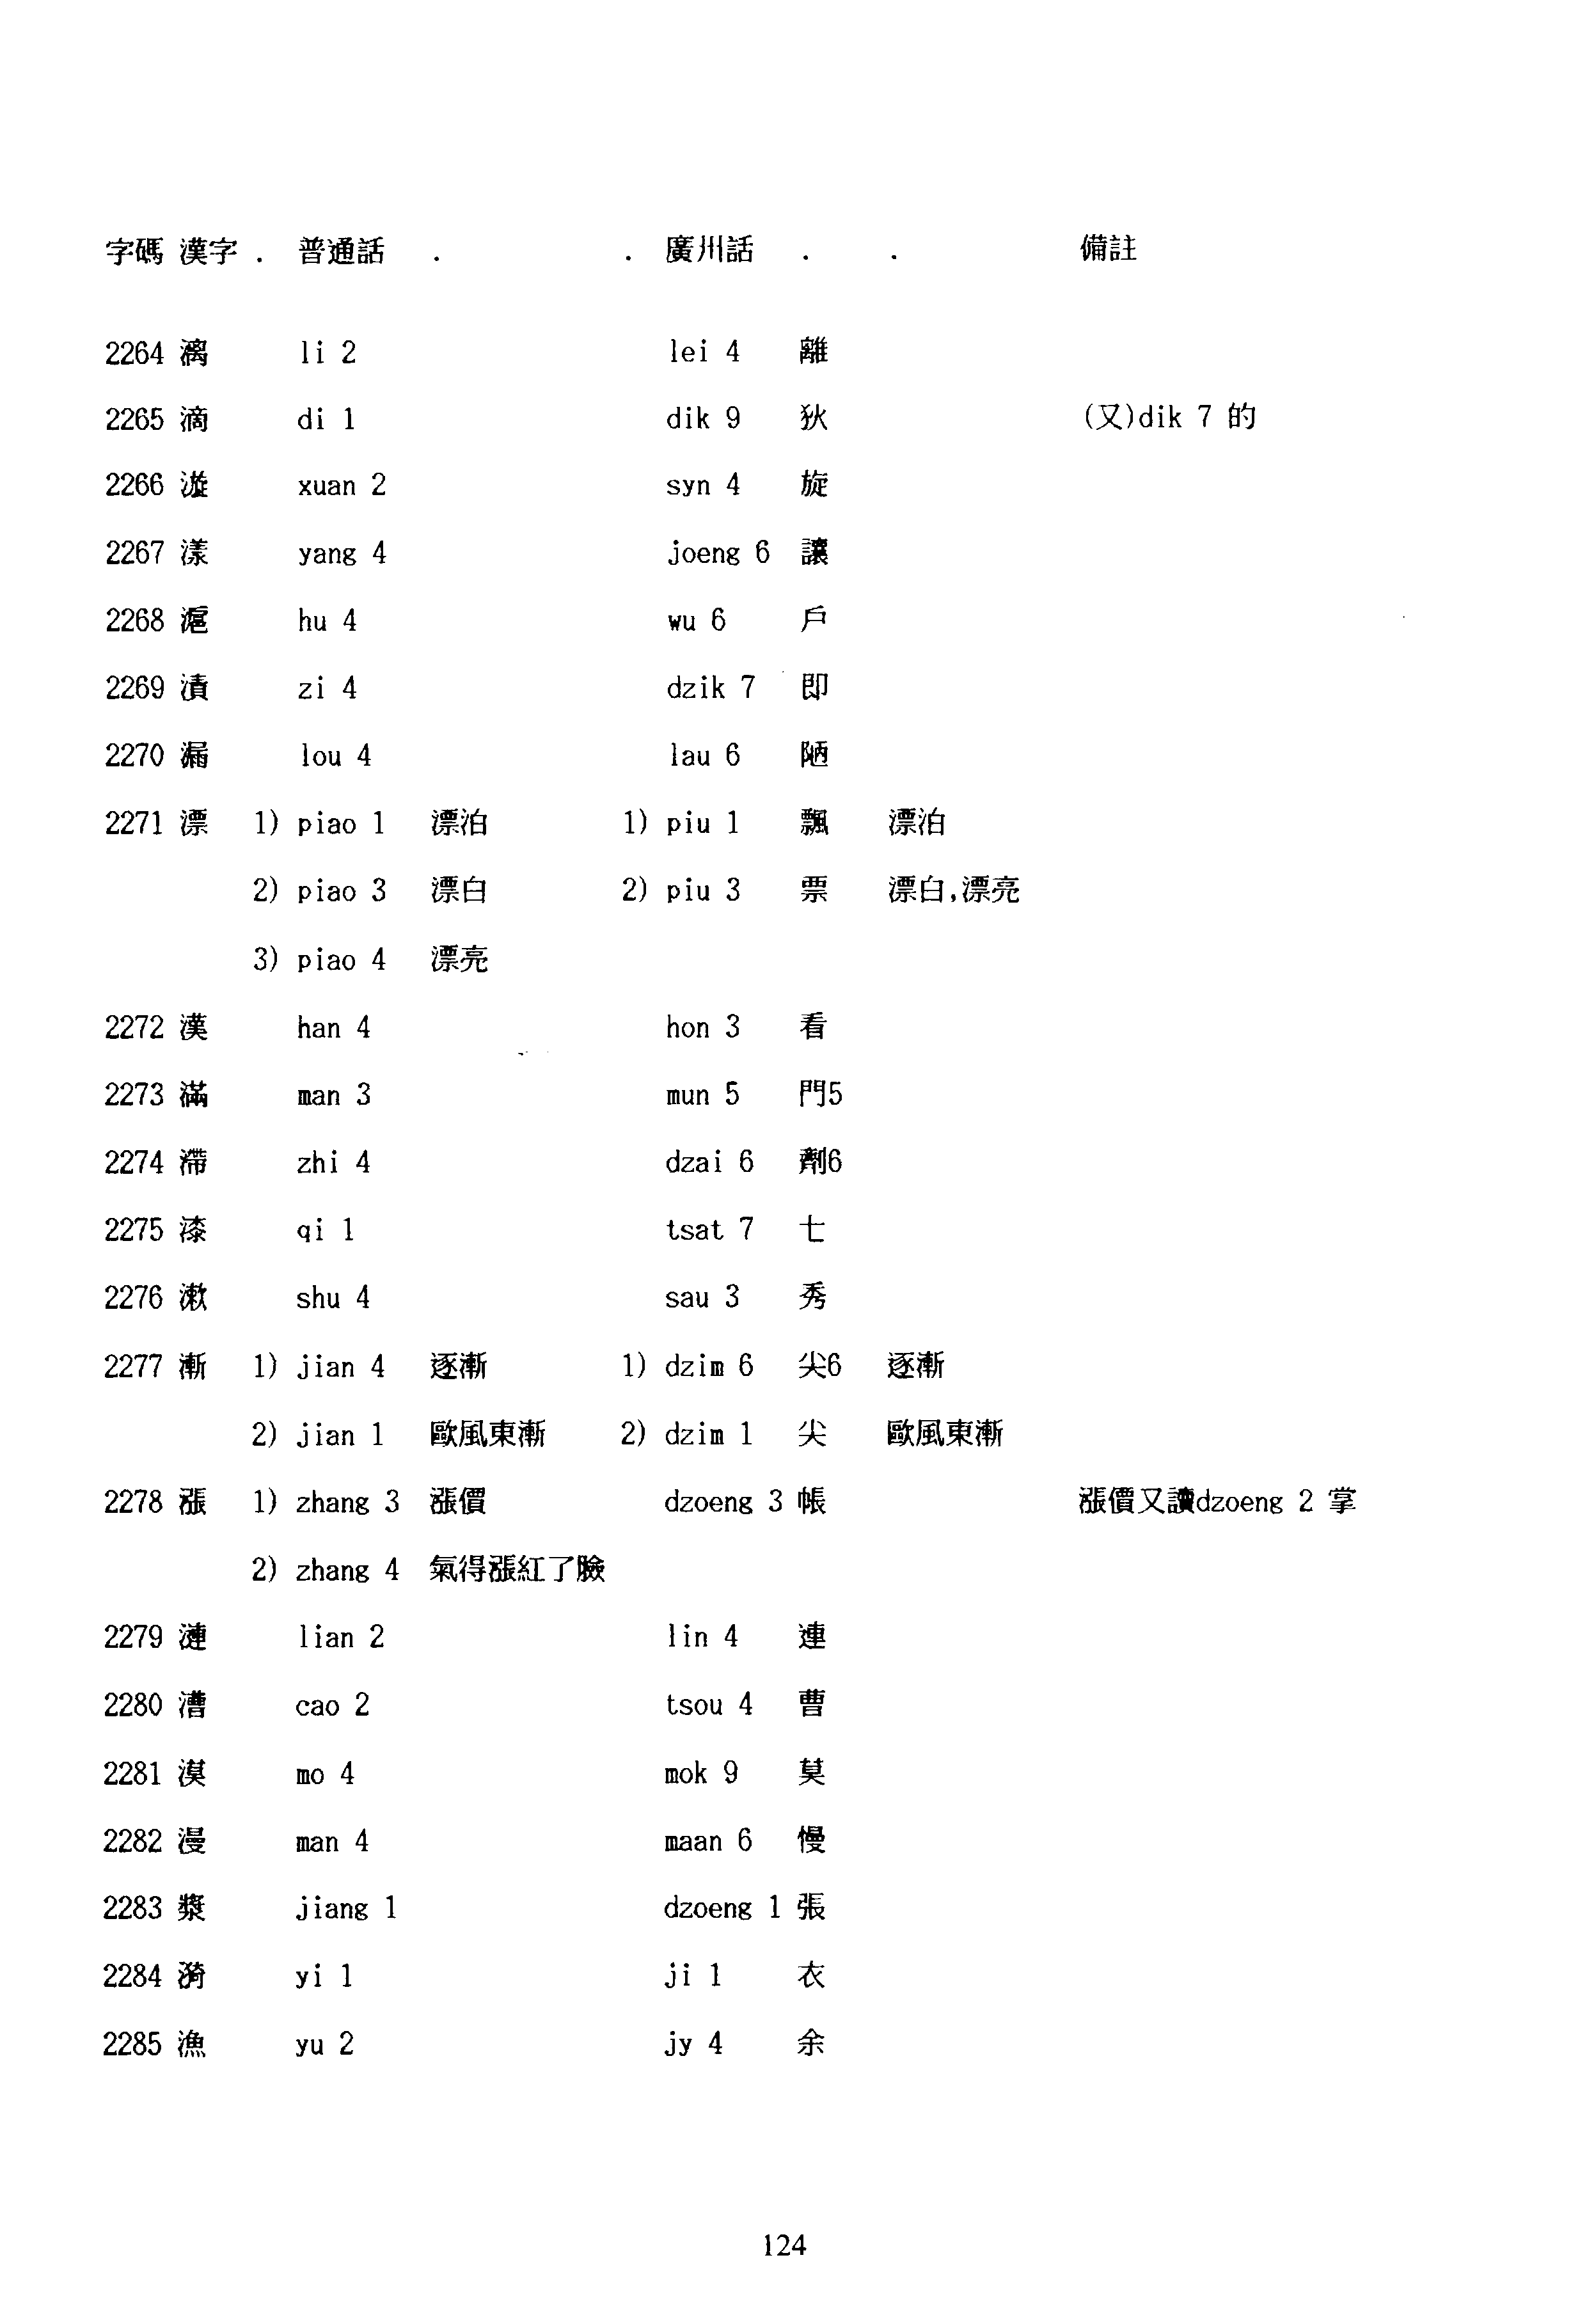 字碼 漢字 . 普通話 . . 廣州話 . . 備註
2264 漓 li 2 lei 4 離
2265 滴 di 1 dik 9 狄 (又)dik 7 的
2266 漩 xuan 2 syn 4 旋
2267 漾 yang 4 joeng 6 讓
2268 滬 hu 4 wu 6 戶
2269 漬 zi 4 dzik 7 即
2270 漏 lou 4 lau 6 陋
2271 漂 1) piao 1 漂泊 1) piu 1 飄 漂泊
2) piao 3 漂白 2) piu 3 票 漂白,漂亮
3) piao 4 漂亮
2272 漢 han 4 hon 3 看
2273 滿 man 3 mun 5 門5
2274 滯 zhi 4 dzai 6 劑6
2275 漆 qi 1 tsat 7 七
2276 漱 shu 4 sau 3 秀
2277 漸 1) jian 4 逐漸 1) dzim 6 尖6 逐漸
2) jian 1 歐風東漸 2) dzim 1 尖 歐風東漸
2278 漲 1) zhang 3 漲價 dzoeng 3 帳 漲價又讀dzoeng 2 掌
2) zhang 4 氣得漲紅了臉
2279 漣 lian 2 lin 4 連
2280 漕 cao 2 tsou 4 曹
2281 漠 mo 4 mok 9 莫
2282 漫 man 4 maan 6 慢
2283 漿 jiang 1 dzoeng 1 張
2284 漪 yi 1 ji 1 衣
2285 漁 yu 2 jy 4 余
124